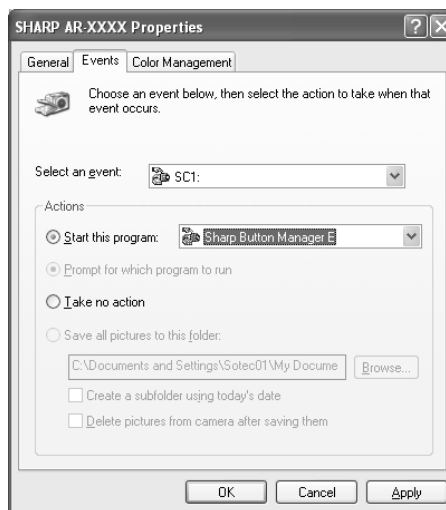 SHARP AR-XXXX Properties
General Events Color Management
Choose an event below, then select the action to take when that
event occurs.
Select an event: SC1:
Actions
Start this program: Sharp Button Manager E
Prompt for which program to run
Take no action
Save all pictures to this folder:
C:\Documents and Settings\Sotec01\My Docume Browse...
Create a subfolder using today's date
Delete pictures from camera after saving them
OK Cancel Apply